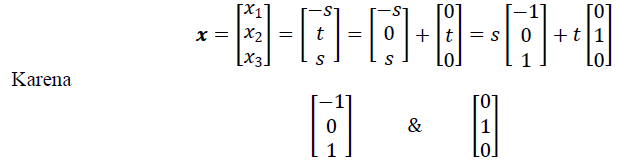 𝒙 = [x₁ x₂ x₃] = [−s t s] = [−s 0 s] + [0 t 0] = s [−1 0 1] + t [0 1 0]
Karena
[−1 0 1] & [0 1 0]